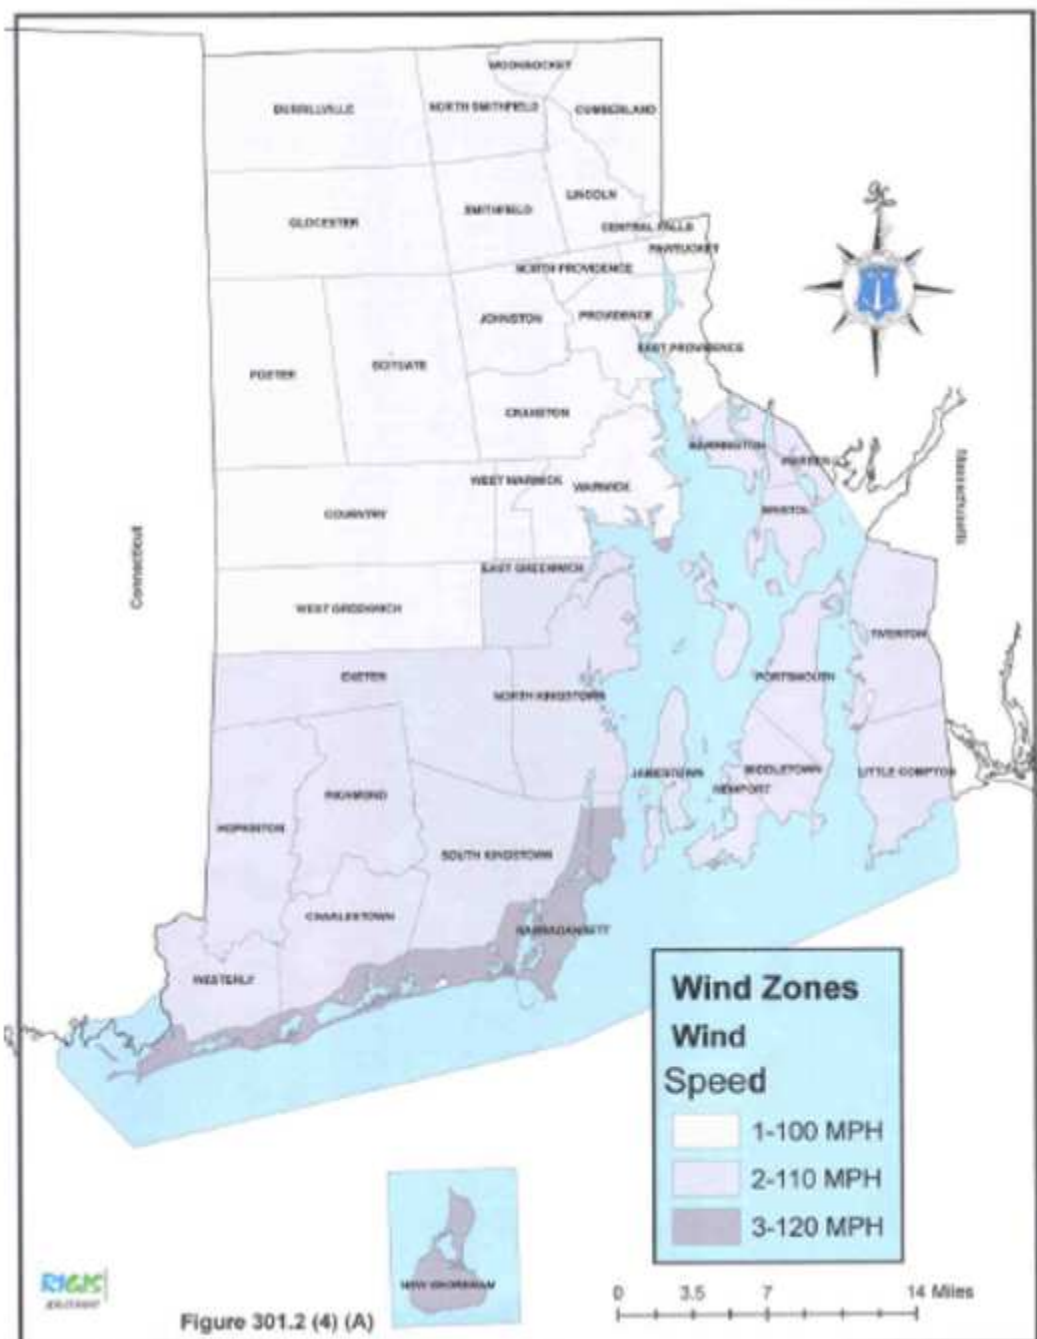 WOONSOCKET
BURRILLVILLE
NORTH SMITHFIELD
CUMBERLAND
LINCOLN
SMITHFIELD
GLOCESTER
CENTRAL FALLS
PAWTUCKET
NORTH PROVIDENCE
JOHNSTON
PROVIDENCE
EAST PROVIDENCE
SCITUATE
FOSTER
CRANSTON
BARRINGTON
WARREN
WEST WARWICK
WARWICK
COVENTRY
BRISTOL
Massachusetts
Connecticut
EAST GREENWICH
WEST GREENWICH
TIVERTON
EXETER
PORTSMOUTH
NORTH KINGSTOWN
JAMESTOWN
MIDDLETOWN
LITTLE COMPTON
NEWPORT
RICHMOND
HOPKINTON
SOUTH KINGSTOWN
CHARLESTOWN
NARRAGANSETT
WESTERLY
Wind Zones
Wind
Speed
1-100 MPH
2-110 MPH
3-120 MPH
NEW SHOREHAM
RIGIS
0 3.5 7 14 Miles
Figure 301.2 (4) (A)